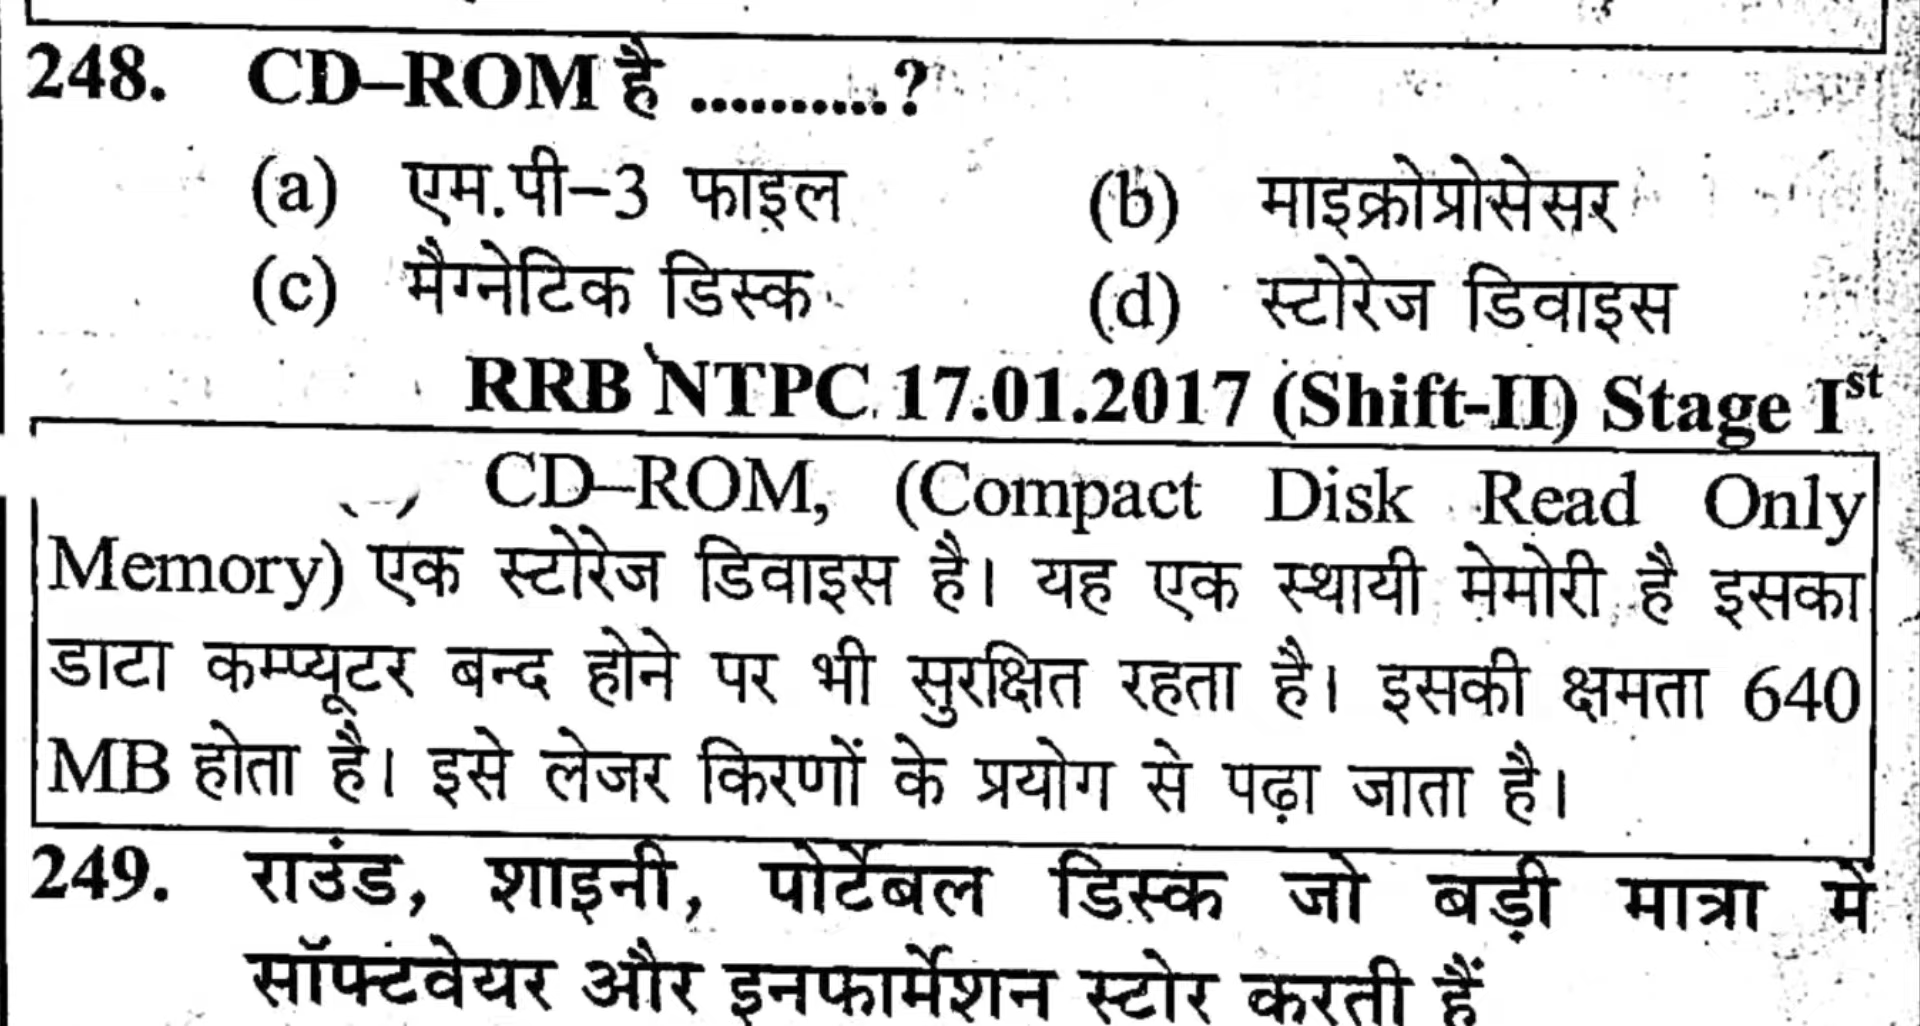 248. CD–ROM है ..........?
(a) एम.पी–3 फाइल (b) माइक्रोप्रोसेसर
(c) मैग्नेटिक डिस्क (d) स्टोरेज डिवाइस
RRB NTPC 17.01.2017 (Shift-II) Stage Ist
CD–ROM, (Compact Disk Read Only
Memory) एक स्टोरेज डिवाइस है। यह एक स्थायी मेमोरी है इसका
डाटा कम्प्यूटर बन्द होने पर भी सुरक्षित रहता है। इसकी क्षमता 640
MB होता है। इसे लेजर किरणों के प्रयोग से पढ़ा जाता है।
249. राउंड, शाइनी, पोर्टेबल डिस्क जो बड़ी मात्रा में
सॉफ्टवेयर और इनफार्मेशन स्टोर करती हैं